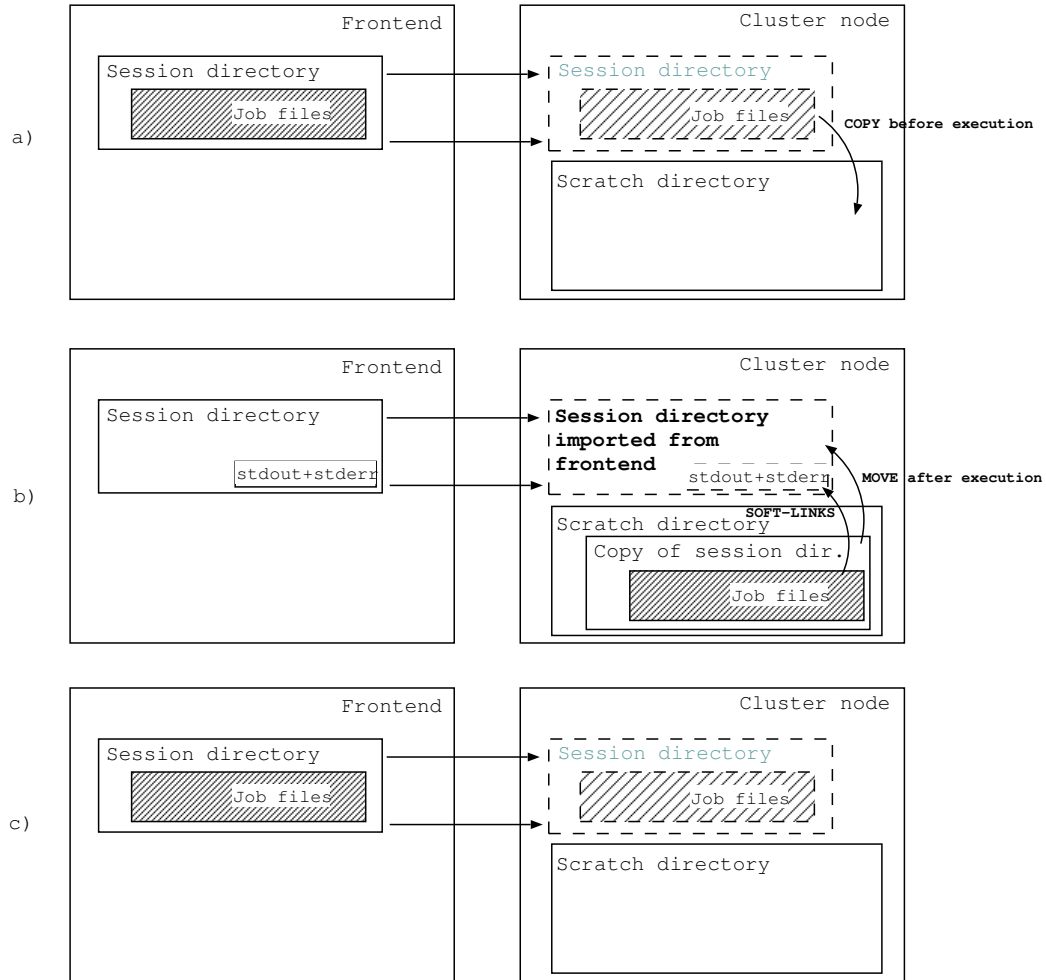 Frontend
Session directory
Job files
a)
Cluster node
Session directory
Job files
COPY before execution
Scratch directory
Frontend
Session directory
stdout+stderr
b)
Cluster node
Session directory
imported from
frontend
stdout+stderr
MOVE after execution
SOFT-LINKS
Scratch directory
Copy of session dir.
Job files
Frontend
Session directory
Job files
c)
Cluster node
Session directory
Job files
Scratch directory